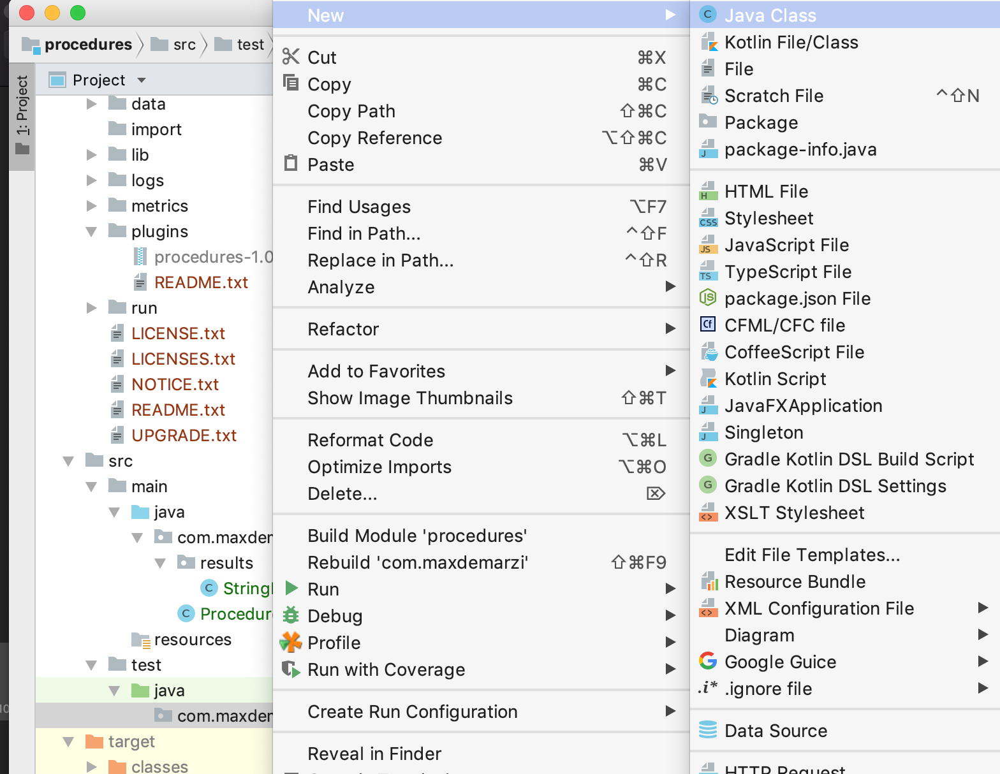 procedures src test
1: Project
Project
data
import
lib
logs
metrics
plugins
procedures-1.0
README.txt
run
LICENSE.txt
LICENSES.txt
NOTICE.txt
README.txt
UPGRADE.txt
src
main
java
com.maxdem
results
String
Procedur
resources
test
java
com.maxdem
target
classes
New
Cut ⌘X
Copy ⌘C
Copy Path ⇧⌘C
Copy Reference ⌥⇧⌘C
Paste ⌘V
Find Usages ⌥F7
Find in Path... ^⇧F
Replace in Path... ^⇧R
Analyze
Refactor
Add to Favorites
Show Image Thumbnails ⇧⌘T
Reformat Code ⌥⌘L
Optimize Imports ⌥⌘O
Delete... ⌦
Build Module 'procedures'
Rebuild 'com.maxdemarzi' ⇧⌘F9
Run
Debug
Profile
Run with Coverage
Create Run Configuration
Reveal in Finder
Java Class
Kotlin File/Class
File
Scratch File ^⇧N
Package
package-info.java
HTML File
Stylesheet
JavaScript File
TypeScript File
package.json File
CFML/CFC file
CoffeeScript File
Kotlin Script
JavaFXApplication
Singleton
Gradle Kotlin DSL Build Script
Gradle Kotlin DSL Settings
XSLT Stylesheet
Edit File Templates...
Resource Bundle
XML Configuration File
Diagram
Google Guice
.ignore file
Data Source
HTTP Request